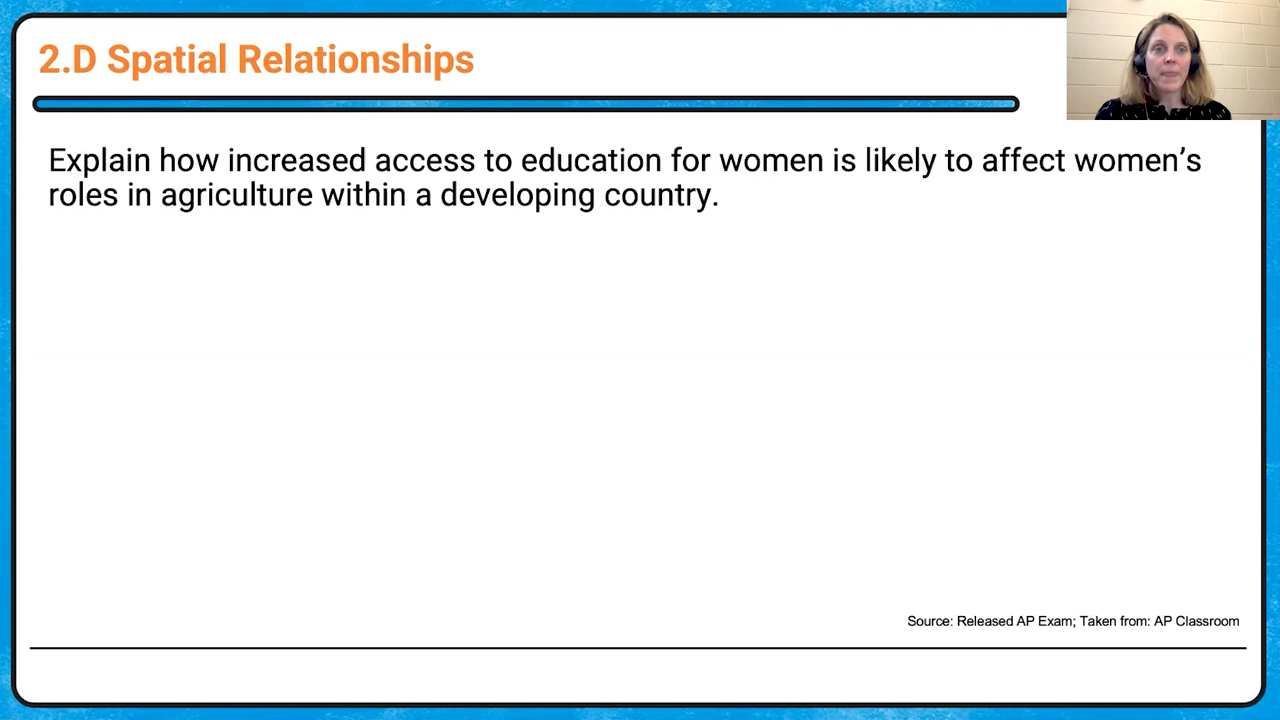 2.D Spatial Relationships
Explain how increased access to education for women is likely to affect women’s
roles in agriculture within a developing country.
Source: Released AP Exam; Taken from: AP Classroom